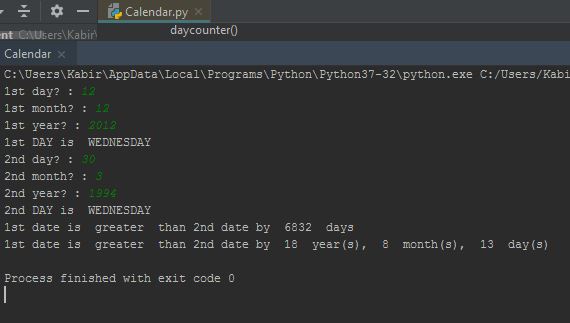 Calendar.py
ent C:\Users\Kabir\
daycounter()
Calendar
C:\Users\Kabir\AppData\Local\Programs\Python\Python37-32\python.exe C:/Users/Kabi
1st day? : 12
1st month? : 12
1st year? : 2012
1st DAY is  WEDNESDAY
2nd day? : 30
2nd month? : 3
2nd year? : 1994
2nd DAY is  WEDNESDAY
1st date is  greater  than 2nd date by  6832  days
1st date is  greater  than 2nd date by  18  year(s),  8  month(s),  13  day(s)
Process finished with exit code 0